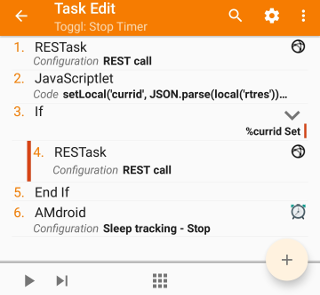 Task Edit
Toggl: Stop Timer
1. RESTask
Configuration REST call
2. JavaScriptlet
Code setLocal('currid', JSON.parse(local('rtres'))...
3. If
%currid Set
4. RESTask
Configuration REST call
5. End If
6. AMdroid
Configuration Sleep tracking - Stop